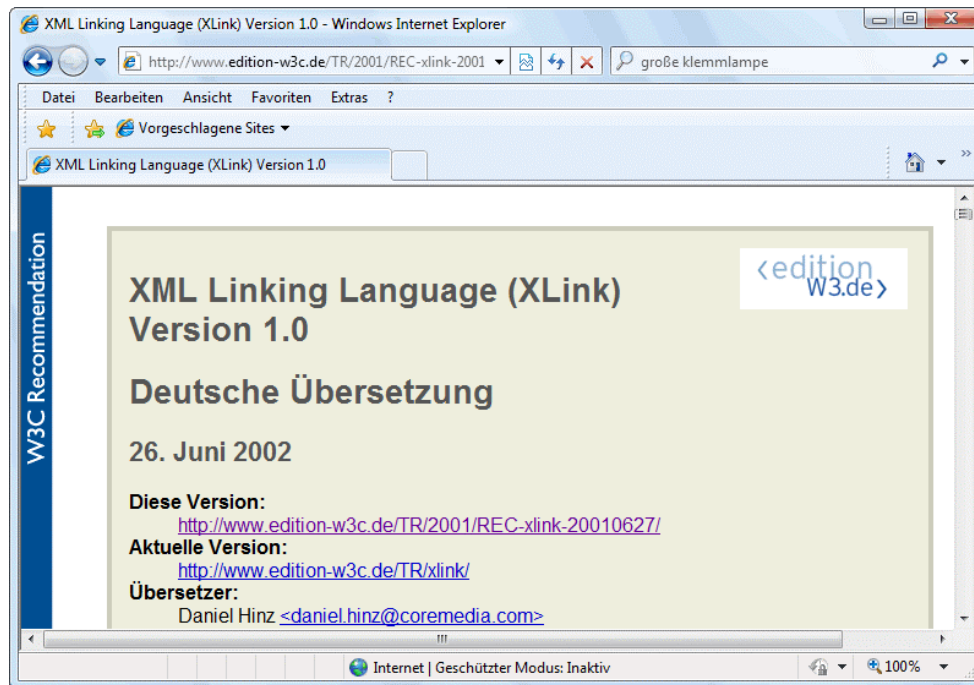 XML Linking Language (XLink) Version 1.0 - Windows Internet Explorer
http://www.edition-w3c.de/TR/2001/REC-xlink-2001
große klemmlampe
Datei Bearbeiten Ansicht Favoriten Extras ?
Vorgeschlagene Sites
XML Linking Language (XLink) Version 1.0
W3C Recommendation
<edition
W3.de>
XML Linking Language (XLink)
Version 1.0
Deutsche Übersetzung
26. Juni 2002
Diese Version:
http://www.edition-w3c.de/TR/2001/REC-xlink-20010627/
Aktuelle Version:
http://www.edition-w3c.de/TR/xlink/
Übersetzer:
Daniel Hinz <daniel.hinz@coremedia.com>
Internet | Geschützter Modus: Inaktiv
100%